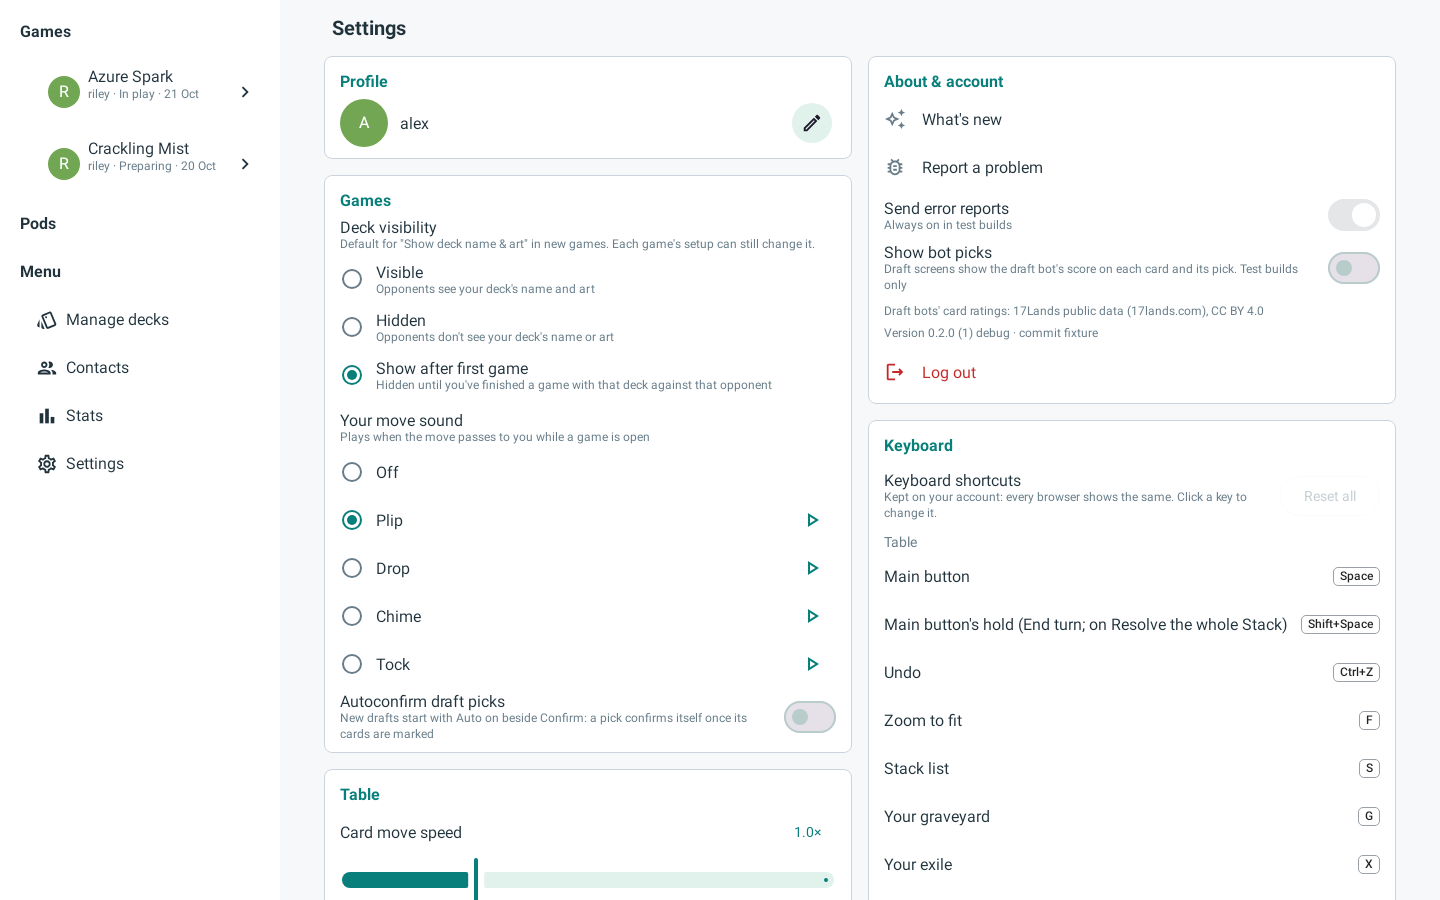 Games
R
Azure Spark
riley · In play · 21 Oct
R
Crackling Mist
riley · Preparing · 20 Oct
Pods
Menu
Manage decks
Contacts
Stats
Settings
Settings
Profile
A
alex
Games
Deck visibility
Default for "Show deck name & art" in new games. Each game's setup can still change it.
Visible
Opponents see your deck's name and art
Hidden
Opponents don't see your deck's name or art
Show after first game
Hidden until you've finished a game with that deck against that opponent
Your move sound
Plays when the move passes to you while a game is open
Off
Plip
Drop
Chime
Tock
Autoconfirm draft picks
New drafts start with Auto on beside Confirm: a pick confirms itself once its
cards are marked
Table
Card move speed
1.0×
About & account
What's new
Report a problem
Send error reports
Always on in test builds
Show bot picks
Draft screens show the draft bot's score on each card and its pick. Test builds
only
Draft bots' card ratings: 17Lands public data (17lands.com), CC BY 4.0
Version 0.2.0 (1) debug · commit fixture
Log out
Keyboard
Keyboard shortcuts
Kept on your account: every browser shows the same. Click a key to
change it.
Reset all
Table
Main button
Space
Main button's hold (End turn; on Resolve the whole Stack)
Shift+Space
Undo
Ctrl+Z
Zoom to fit
F
Stack list
S
Your graveyard
G
Your exile
X